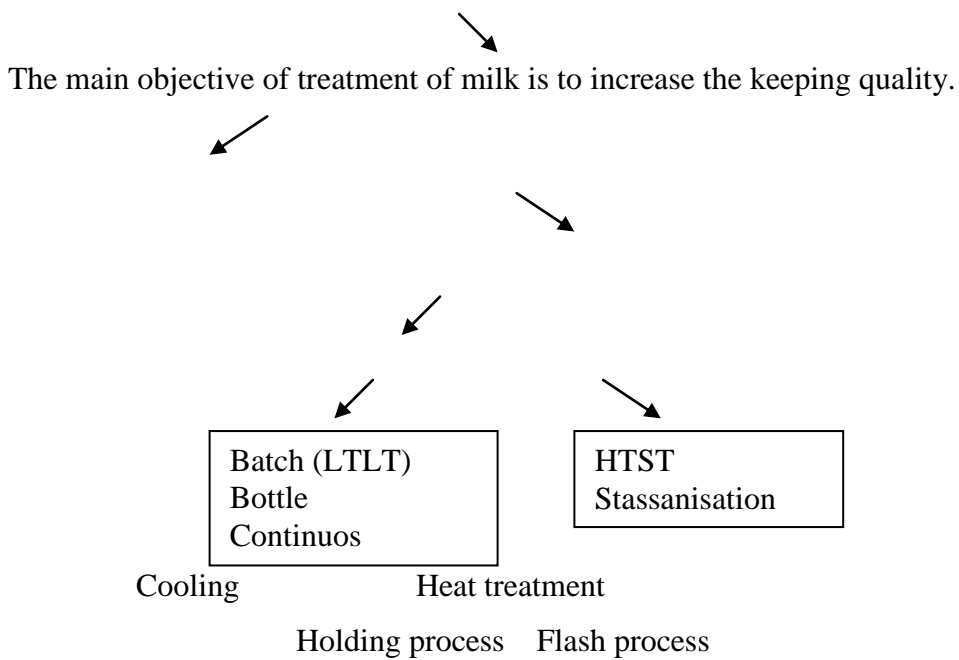 The main objective of treatment of milk is to increase the keeping quality.
Batch (LTLT)
Bottle
Continuos
HTST
Stassanisation
Cooling Heat treatment
Holding process Flash process